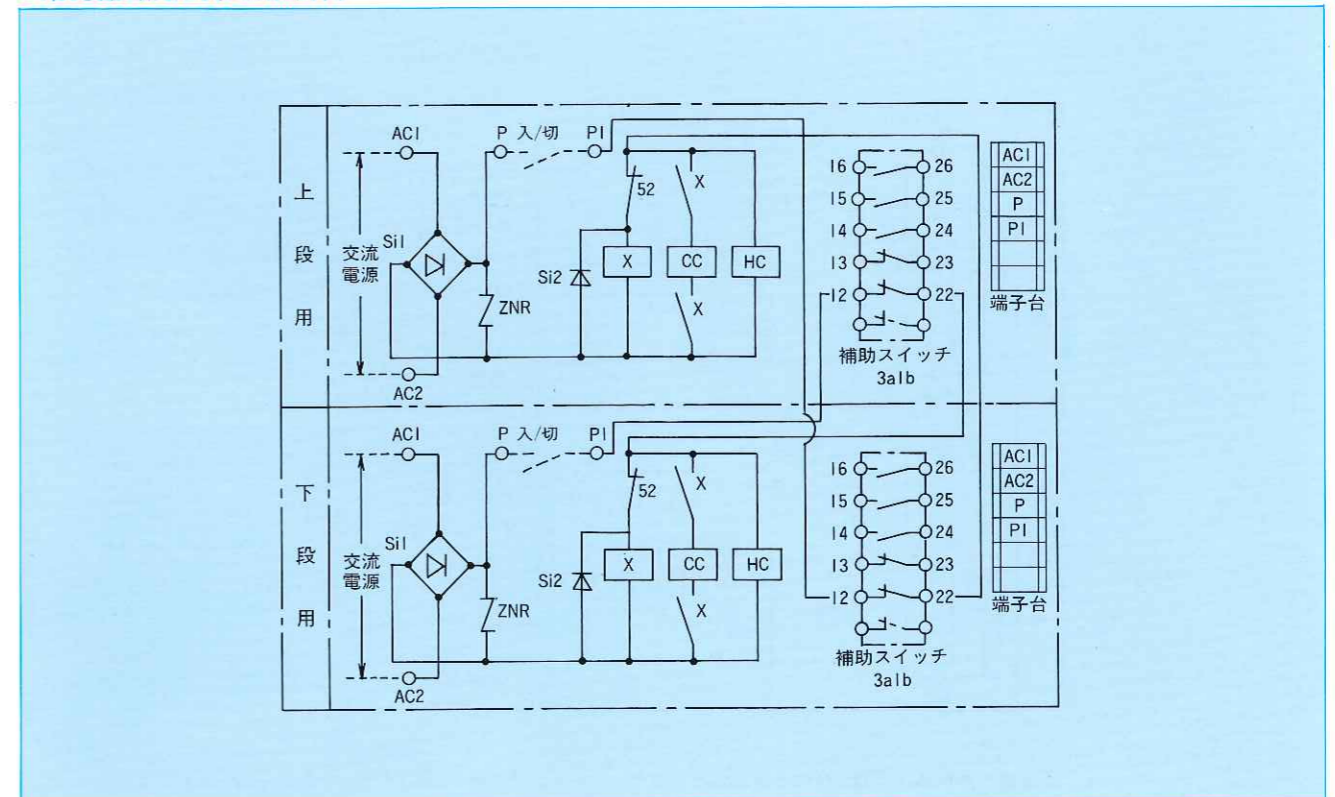 上段用
AC1
P 入/切 P1
交流電源
Si1
ZNR
AC2
52
Si2
X
X
X
CC
HC
16 26
15 25
14 24
13 23
12 22
補助スイッチ
3a1b
AC1
AC2
P
P1
端子台
下段用
AC1
P 入/切 P1
交流電源
Si1
ZNR
AC2
52
Si2
X
X
X
CC
HC
16 26
15 25
14 24
13 23
12 22
補助スイッチ
3a1b
AC1
AC2
P
P1
端子台